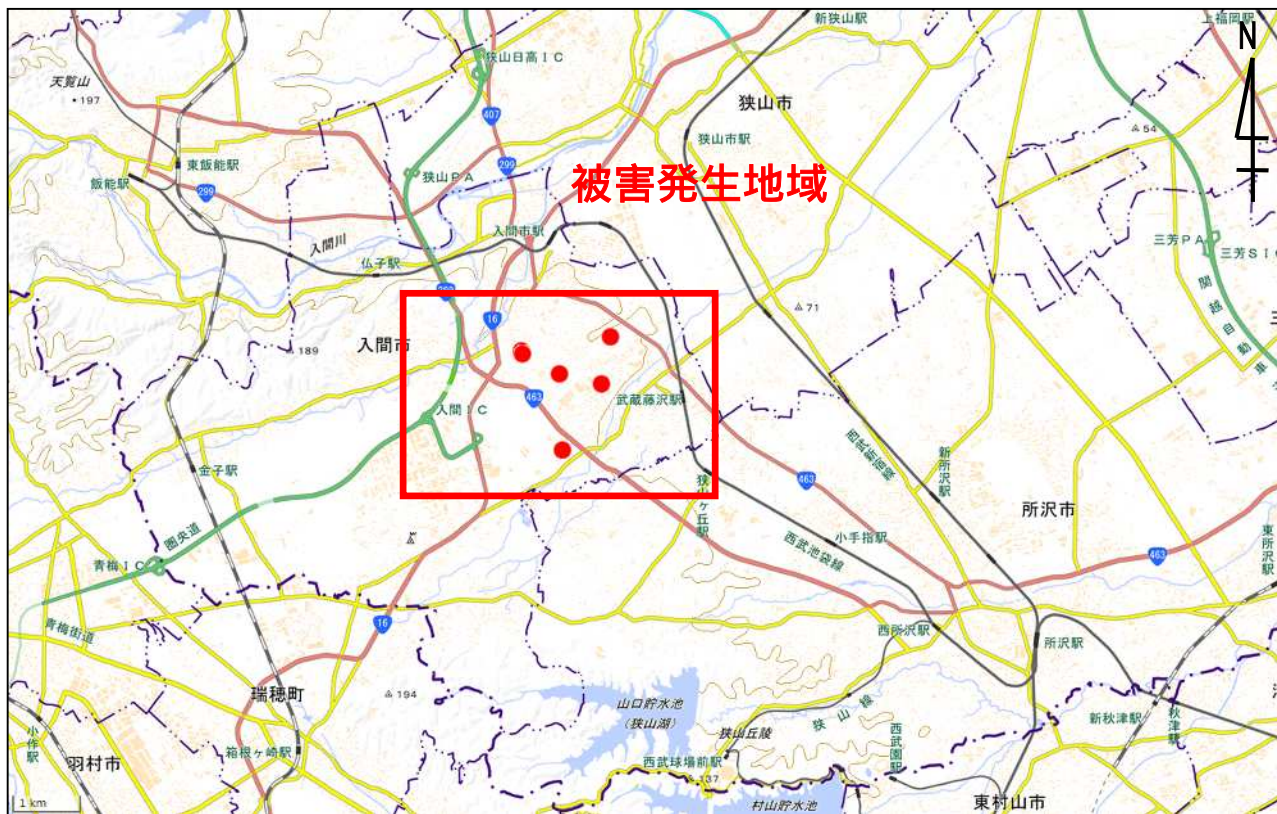 新狭山駅
上福岡駅
N
狭山日高IC
天覧山
・197
狭山市
407
54
東飯能駅
狭山市駅
299
飯能駅
狭山PA
被害発生地域
299
入間川
入間市駅
三芳PA
三芳SI
仏子駅
関越自動車
71
16
189
入間市
武蔵藤沢駅
463
入間IC
西武新宿線
新所沢駅
金子駅
狭山ヶ丘駅
463
所沢市
圏央道
小手指駅
東所沢駅
西武池袋線
463
青梅IC
16
青梅街道
西所沢駅
所沢駅
瑞穂町
194
山口貯水池
(狭山湖)
狭山線
新秋津駅
秋津駅
小作駅
狭山丘陵
西武園駅
箱根ヶ崎駅
羽村市
西武球場前駅
137
1 km
村山貯水池
東村山市